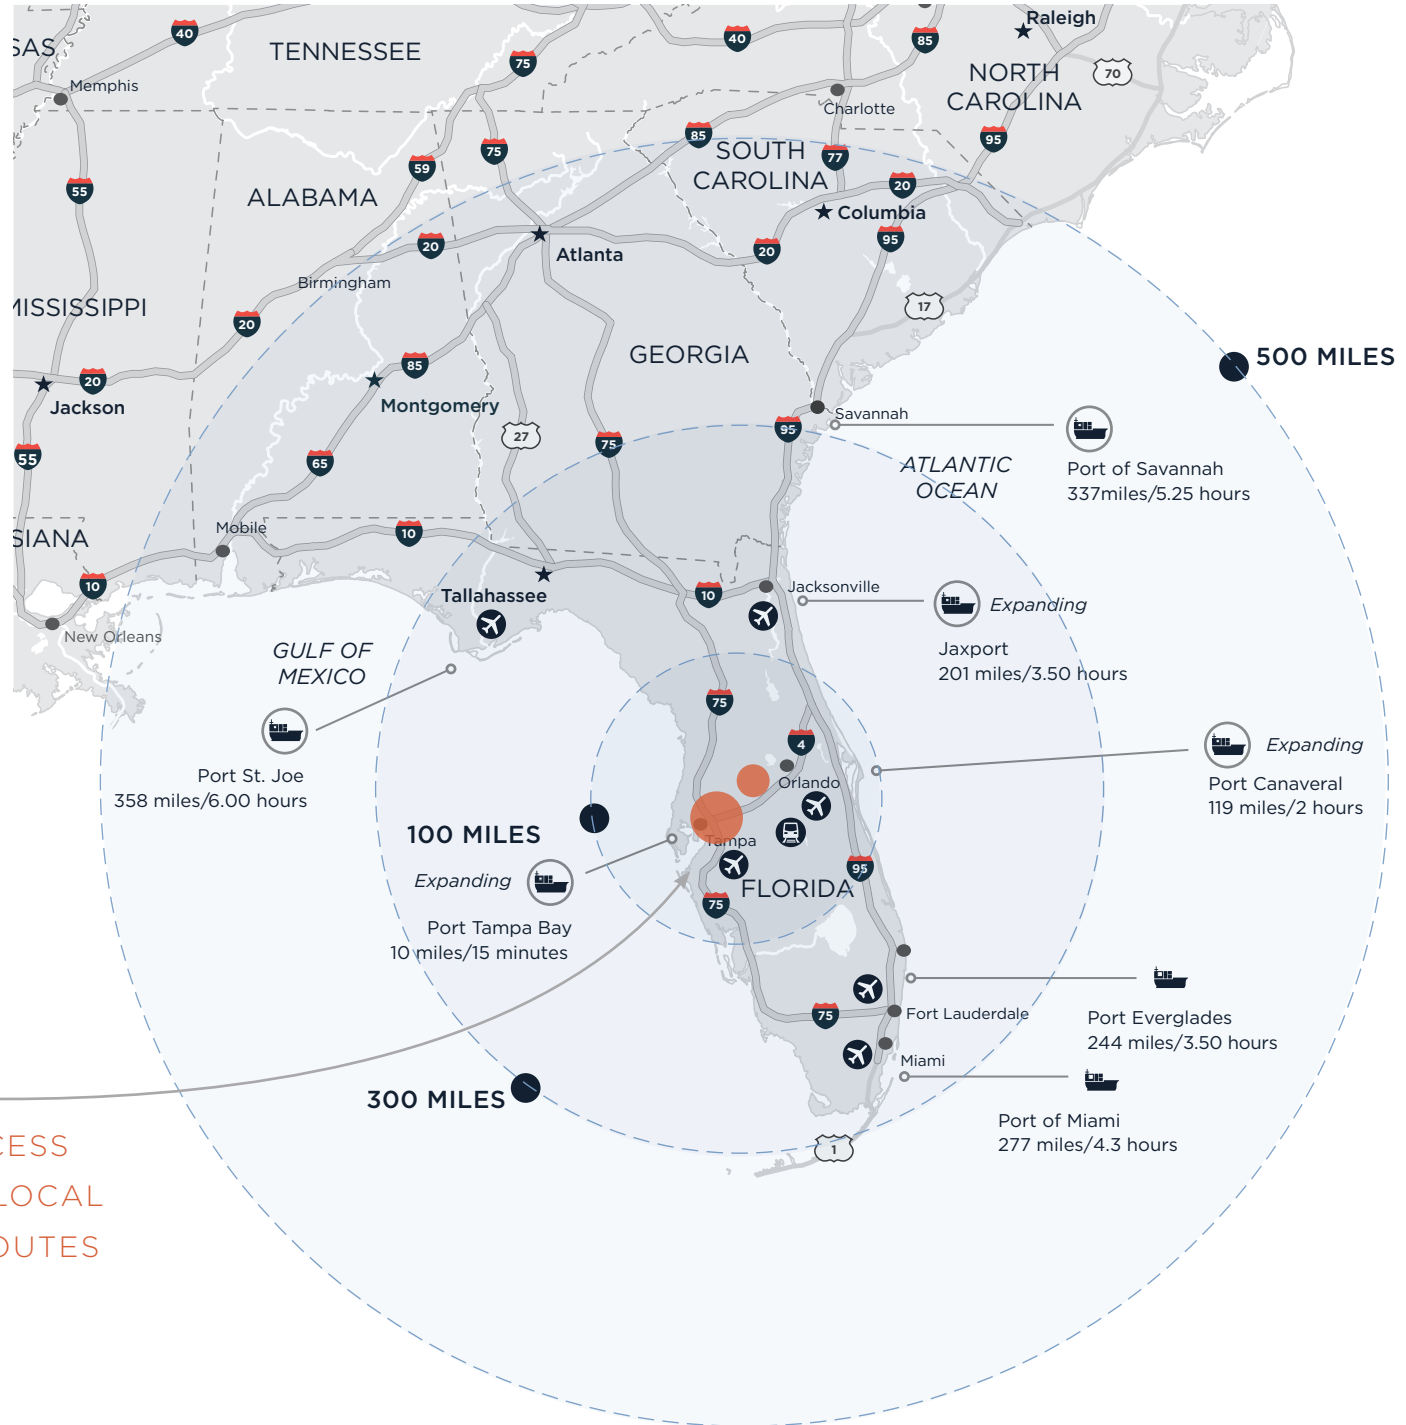 Raleigh
40
40
85
SAS
TENNESSEE
75
NORTH
CAROLINA
70
Memphis
Charlotte
85
95
75
SOUTH
CAROLINA
77
59
55
20
ALABAMA
Columbia
20
95
20
Atlanta
Birmingham
MISSISSIPPI
17
20
GEORGIA
500 MILES
85
20
Jackson
Montgomery
Savannah
27
75
95
55
65
ATLANTIC
OCEAN
Port of Savannah
337miles/5.25 hours
Mobile
SIANA
10
10
Tallahassee
10
Jacksonville
Expanding
New Orleans
GULF OF
MEXICO
Jaxport
201 miles/3.50 hours
75
4
Expanding
Port St. Joe
358 miles/6.00 hours
Orlando
Port Canaveral
119 miles/2 hours
100 MILES
Tampa
95
Expanding
FLORIDA
75
Port Tampa Bay
10 miles/15 minutes
75
Fort Lauderdale
Port Everglades
244 miles/3.50 hours
Miami
300 MILES
Port of Miami
277 miles/4.3 hours
1
CESS
LOCAL
OUTES